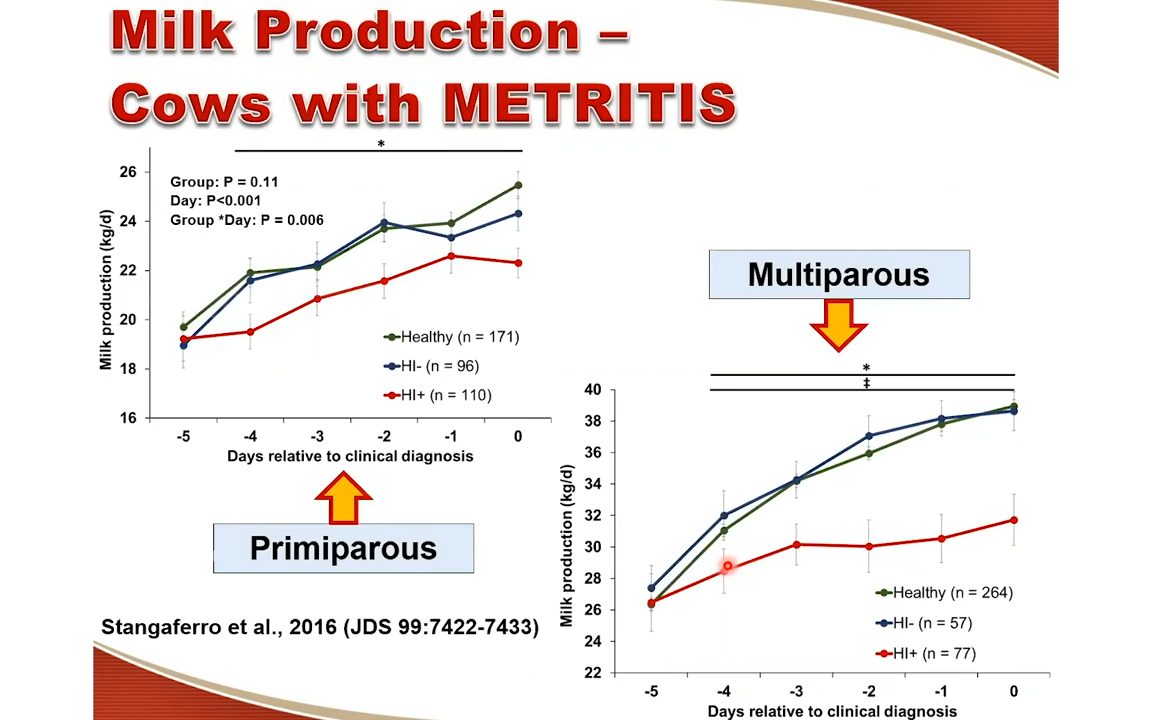 Milk Production –
Cows with METRITIS
*
26
24
22
20
18
16
Milk production (kg/d)
Group: P = 0.11
Day: P<0.001
Group *Day: P = 0.006
Healthy (n = 171)
HI- (n = 96)
HI+ (n = 110)
-5 -4 -3 -2 -1 0
Days relative to clinical diagnosis
Primiparous
Multiparous
*
‡
40
38
36
34
32
30
28
26
24
22
Milk production (kg/d)
Healthy (n = 264)
HI- (n = 57)
HI+ (n = 77)
-5 -4 -3 -2 -1 0
Days relative to clinical diagnosis
Stangaferro et al., 2016 (JDS 99:7422-7433)